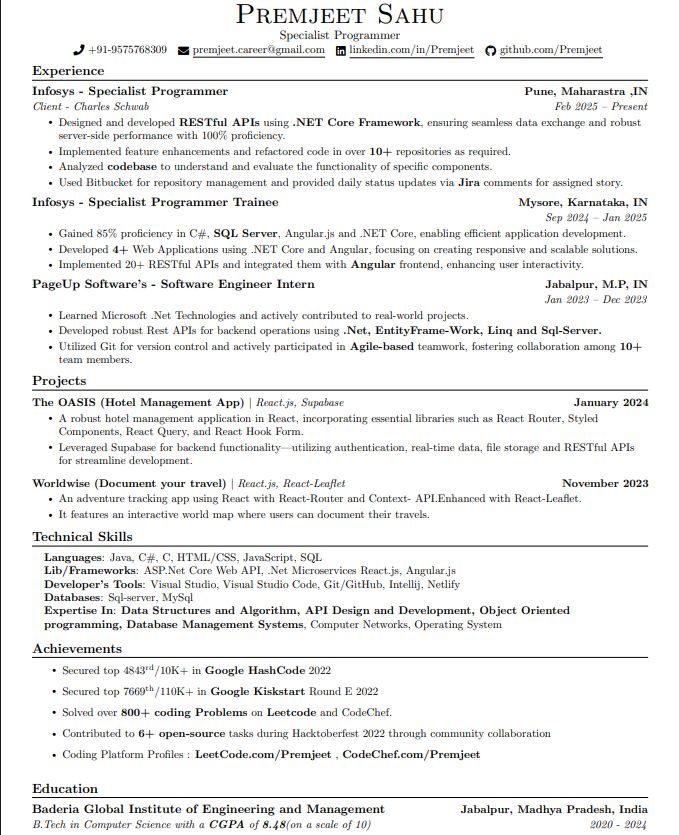 Premjeet Sahu
Specialist Programmer
+91-9575768309 premjeet.career@gmail.com linkedin.com/in/Premjeet github.com/Premjeet
Experience
Infosys - Specialist Programmer Pune, Maharastra ,IN
Client - Charles Schwab Feb 2025 – Present
• Designed and developed RESTful APIs using .NET Core Framework, ensuring seamless data exchange and robust
server-side performance with 100% proficiency.
• Implemented feature enhancements and refactored code in over 10+ repositories as required.
• Analyzed codebase to understand and evaluate the functionality of specific components.
• Used Bitbucket for repository management and provided daily status updates via Jira comments for assigned story.
Infosys - Specialist Programmer Trainee Mysore, Karnataka, IN
Sep 2024 – Jan 2025
• Gained 85% proficiency in C#, SQL Server, Angular.js and .NET Core, enabling efficient application development.
• Developed 4+ Web Applications using .NET Core and Angular, focusing on creating responsive and scalable solutions.
• Implemented 20+ RESTful APIs and integrated them with Angular frontend, enhancing user interactivity.
PageUp Software's - Software Engineer Intern Jabalpur, M.P, IN
Jan 2023 – Dec 2023
• Learned Microsoft .Net Technologies and actively contributed to real-world projects.
• Developed robust Rest APIs for backend operations using .Net, EntityFrame-Work, Linq and Sql-Server.
• Utilized Git for version control and actively participated in Agile-based teamwork, fostering collaboration among 10+
team members.
Projects
The OASIS (Hotel Management App) | React.js, Supabase January 2024
• A robust hotel management application in React, incorporating essential libraries such as React Router, Styled
Components, React Query, and React Hook Form.
• Leveraged Supabase for backend functionality—utilizing authentication, real-time data, file storage and RESTful APIs
for streamline development.
Worldwise (Document your travel) | React.js, React-Leaflet November 2023
• An adventure tracking app using React with React-Router and Context- API.Enhanced with React-Leaflet.
• It features an interactive world map where users can document their travels.
Technical Skills
Languages: Java, C#, C, HTML/CSS, JavaScript, SQL
Lib/Frameworks: ASP.Net Core Web API, .Net Microservices React.js, Angular.js
Developer's Tools: Visual Studio, Visual Studio Code, Git/GitHub, Intellij, Netlify
Databases: Sql-server, MySql
Expertise In: Data Structures and Algorithm, API Design and Development, Object Oriented
programming, Database Management Systems, Computer Networks, Operating System
Achievements
• Secured top 4843rd/10K+ in Google HashCode 2022
• Secured top 7669th/110K+ in Google Kiskstart Round E 2022
• Solved over 800+ coding Problems on Leetcode and CodeChef.
• Contributed to 6+ open-source tasks during Hacktoberfest 2022 through community collaboration
• Coding Platform Profiles : LeetCode.com/Premjeet , CodeChef.com/Premjeet
Education
Baderia Global Institute of Engineering and Management Jabalpur, Madhya Pradesh, India
B.Tech in Computer Science with a CGPA of 8.48(on a scale of 10) 2020 - 2024